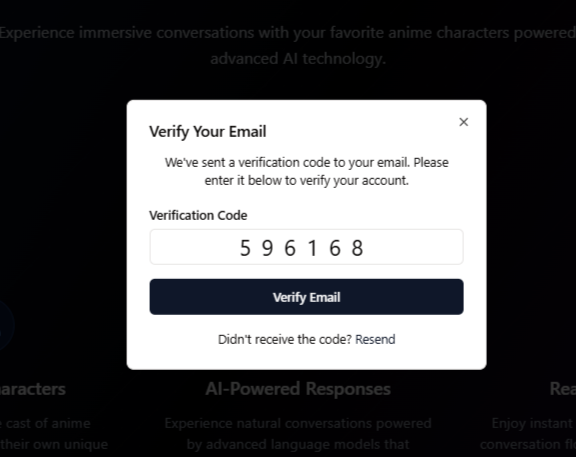 Experience immersive conversations with your favorite anime characters powered
advanced AI technology.
Verify Your Email
We've sent a verification code to your email. Please
enter it below to verify your account.
Verification Code
5 9 6 1 6 8
Verify Email
Didn't receive the code? Resend
aracters
AI-Powered Responses
Rea
cast of anime
their own unique
Experience natural conversations powered
by advanced language models that
Enjoy instant
conversation fl